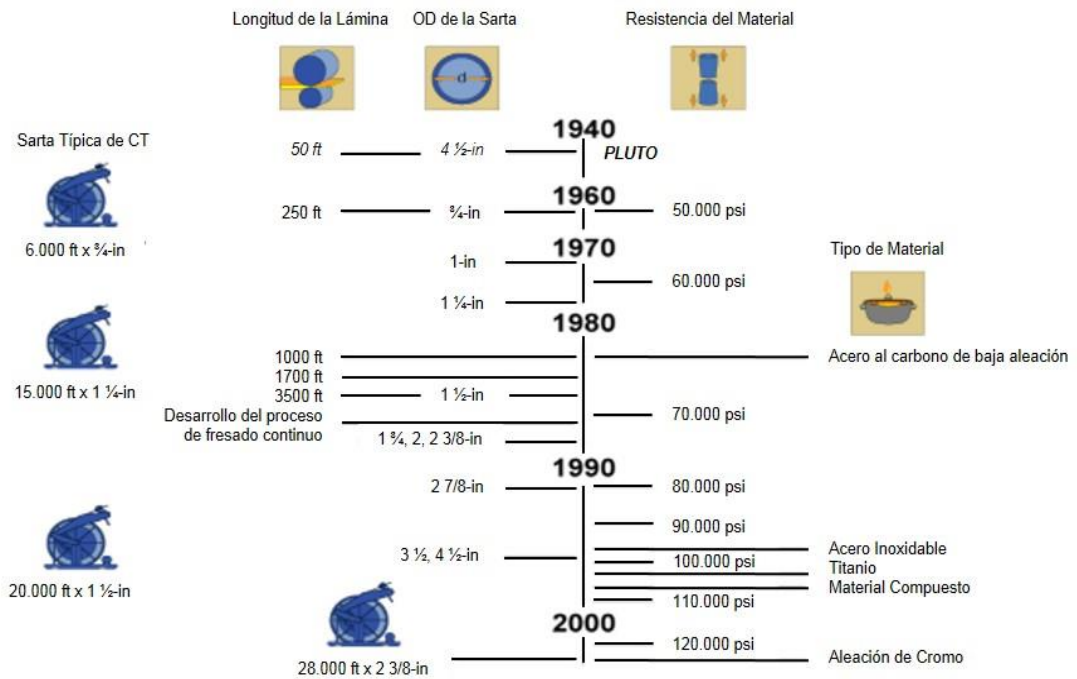 Longitud de la Lámina OD de la Sarta Resistencia del Material
d
Sarta Típica de CT
1940
50 ft 4 ½-in PLUTO
1960
250 ft ¾-in 50.000 psi
6.000 ft x ¾-in
1970
Tipo de Material
1-in
60.000 psi
1 ¼-in
1980
1000 ft Acero al carbono de baja aleación
1700 ft
15.000 ft x 1 ¼-in
3500 ft 1 ½-in
Desarrollo del proceso
de fresado continuo
70.000 psi
1 ¾, 2, 2 3/8-in
1990
2 7/8-in 80.000 psi
90.000 psi
Acero Inoxidable
3 ½, 4 ½-in 100.000 psi
Titanio
Material Compuesto
20.000 ft x 1 ½-in
110.000 psi
2000
120.000 psi
Aleación de Cromo
28.000 ft x 2 3/8-in